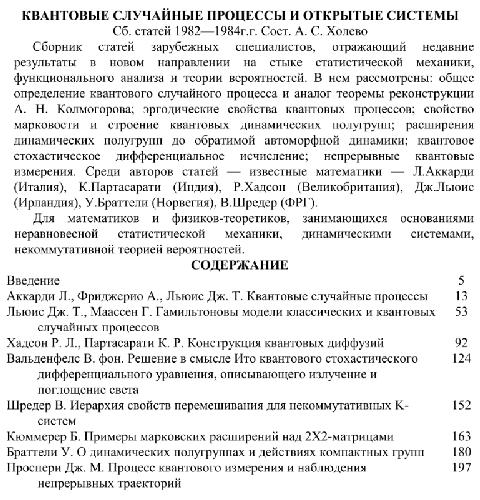 КВАНТОВЫЕ СЛУЧАЙНЫЕ ПРОЦЕССЫ И ОТКРЫТЫЕ СИСТЕМЫ
Сб. статей 1982—1984г.г. Сост. А. С. Холево
Сборник статей зарубежных специалистов, отражающий недавние
результаты в новом направлении на стыке статистической механики,
функционального анализа и теории вероятностей. В нем рассмотрены: общее
определение квантового случайного процесса и аналог теоремы реконструкции
А. Н. Колмогорова; эргодические свойства квантовых процессов; свойство
марковости и строение квантовых динамических полугрупп; расширения
динамических полугрупп до обратимой автоморфной динамики; квантовое
стохастическое дифференциальное исчисление; непрерывные квантовые
измерения. Среди авторов статей — известные математики — Л.Аккарди
(Италия), К.Партасарати (Индия), Р.Хадсон (Великобритания), Дж.Льюис
(Ирландия), У.Браттели (Норвегия), В.Шредер (ФРГ).
Для математиков и физиков-теоретиков, занимающихся основаниями
неравновесной статистической механики, динамическими системами,
некоммутативной теорией вероятностей.
СОДЕРЖАНИЕ
Введение 5
Аккарди Л., Фриджерио А., Льюис Дж. Т. Квантовые случайные процессы 13
Льюис Дж. Т., Маассен Г. Гамильтоновы модели классических и квантовых 53
случайных процессов
Хадсон Р. Л., Партасарати К. Р. Конструкция квантовых диффузий 92
Вальденфельс В. фон. Решение в смысле Ито квантового стохастического 124
дифференциального уравнения, описывающего излучение и
поглощение света
Шредер В. Иерархия свойств перемешивания для некоммутативных К- 152
систем
Кюммерер Б. Примеры марковских расширений над 2Х2-матрицами 163
Браттели У. О динамических полугруппах и действиях компактных групп 180
Проспери Дж. М. Процесс квантового измерения и наблюдения 197
непрерывных траекторий